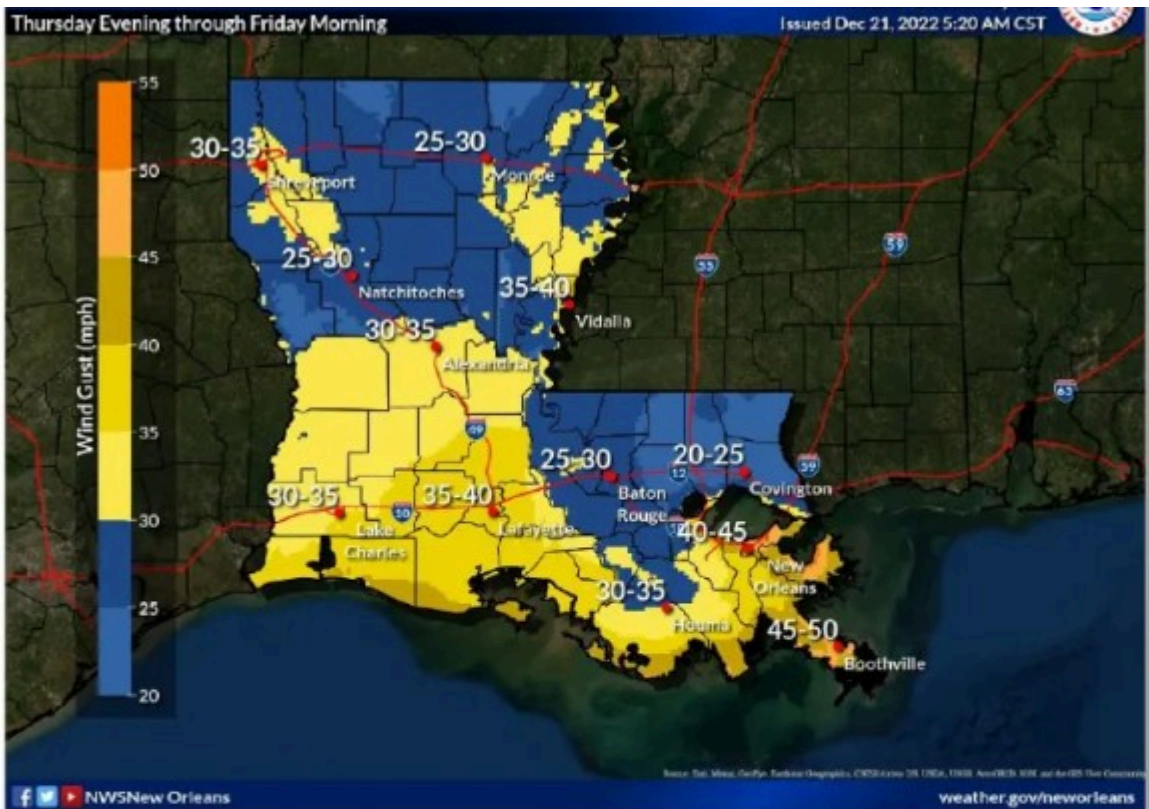 Thursday Evening through Friday Morning
Issued Dec 21, 2022 5:20 AM CST
55
50
45
40
35
30
25
20
Wind Gust (mph)
30-35
Shreveport
25-30
Monroe
25-30
Natchitoches
35-40
Vidalia
30-35
Alexandria
55
59
49
65
25-30
Baton
Rouge
20-25
Covington
12
59
30-35
Lake
Charles
10
35-40
Lafayette
10
40-45
New
Orleans
30-35
Houma
45-50
Boothville
NWSNew Orleans
weather.gov/neworleans